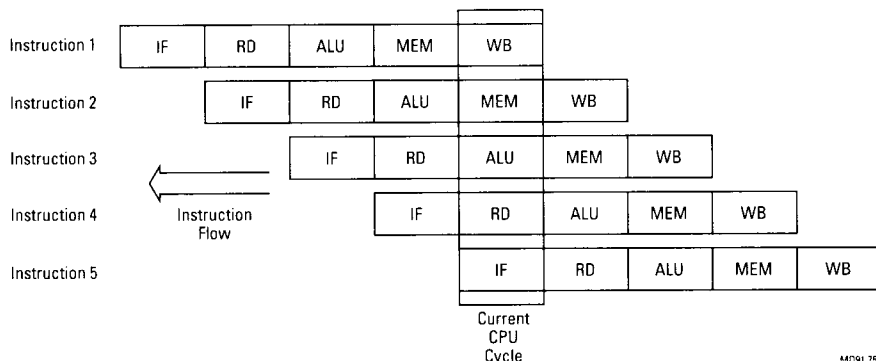 Instruction 1 IF RD ALU MEM WB
Instruction 2 IF RD ALU MEM WB
Instruction 3 IF RD ALU MEM WB
Instruction 4 IF RD ALU MEM WB
Instruction 5 IF RD ALU MEM WB
Instruction
Flow
Current
CPU
Cycle